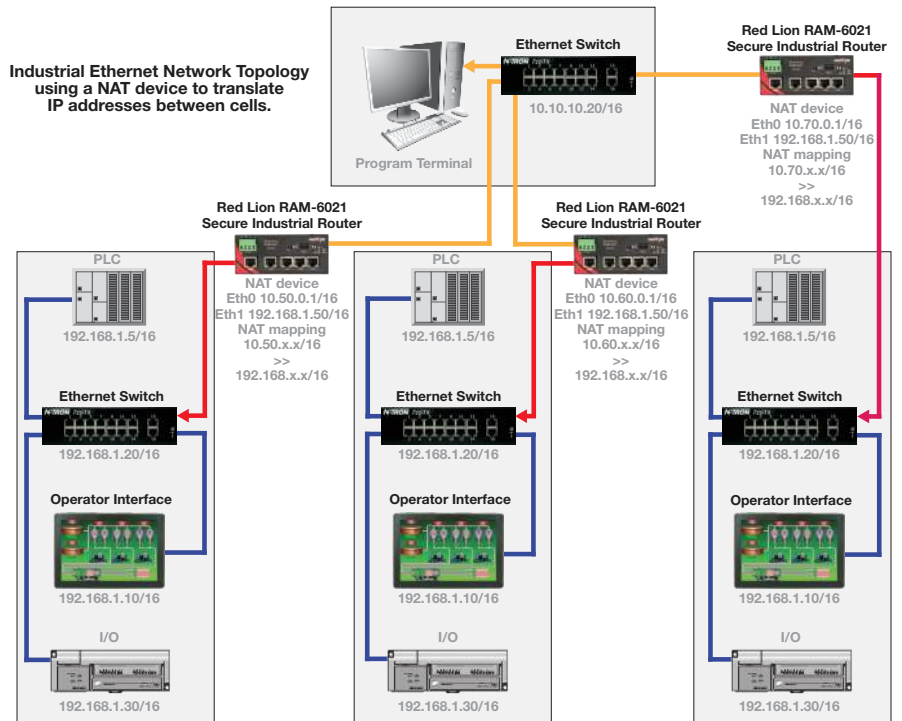 Industrial Ethernet Network Topology
using a NAT device to translate
IP addresses between cells.
Program Terminal
Ethernet Switch
N-TRON
10.10.10.20/16
Red Lion RAM-6021
Secure Industrial Router
NAT device
Eth0 10.70.0.1/16
Eth1 192.168.1.50/16
NAT mapping
10.70.x.x/16
>>
192.168.x.x/16
Red Lion RAM-6021
Secure Industrial Router
NAT device
Eth0 10.50.0.1/16
Eth1 192.168.1.50/16
NAT mapping
10.50.x.x/16
>>
192.168.x.x/16
Red Lion RAM-6021
Secure Industrial Router
NAT device
Eth0 10.60.0.1/16
Eth1 192.168.1.50/16
NAT mapping
10.60.x.x/16
>>
192.168.x.x/16
PLC
192.168.1.5/16
Ethernet Switch
N-TRON
192.168.1.20/16
Operator Interface
192.168.1.10/16
I/O
192.168.1.30/16
PLC
192.168.1.5/16
Ethernet Switch
N-TRON
192.168.1.20/16
Operator Interface
192.168.1.10/16
I/O
192.168.1.30/16
PLC
192.168.1.5/16
Ethernet Switch
N-TRON
192.168.1.20/16
Operator Interface
192.168.1.10/16
I/O
192.168.1.30/16